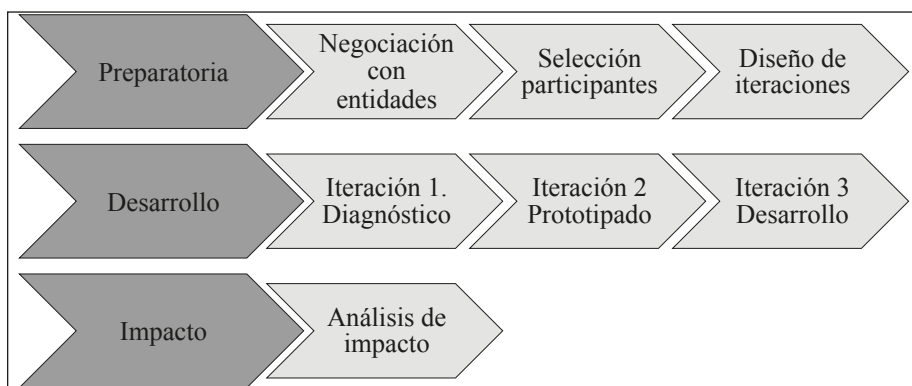 Preparatoria
Negociación
con
entidades
Selección
participantes
Diseño de
iteraciones
Desarrollo
Iteración 1.
Diagnóstico
Iteración 2
Prototipado
Iteración 3
Desarrollo
Impacto
Análisis de
impacto